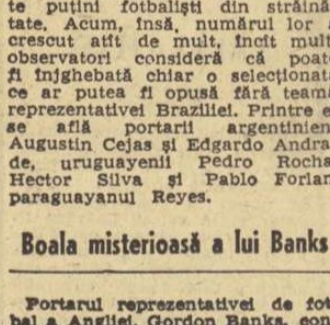 te puțini fotbaliști din străină
tate. Acum, însă, numărul lor
crescut atît de mult, încît mulț
observatori consideră că poat
fi înjghebată chiar o selecționat
ce ar putea fi opusă fără team
reprezentativei Braziliei. Printre e
se află portarii argentinien
Augustin Cejas și Edgardo Andra
de, uruguayenii Pedro Rocha
Hector Silva și Pablo Forlan
paraguayanul Reyes.
Boala misterioasă a lui Banks
Portarul reprezentativei de fot
bal a Angliei, Gordon Banks, con